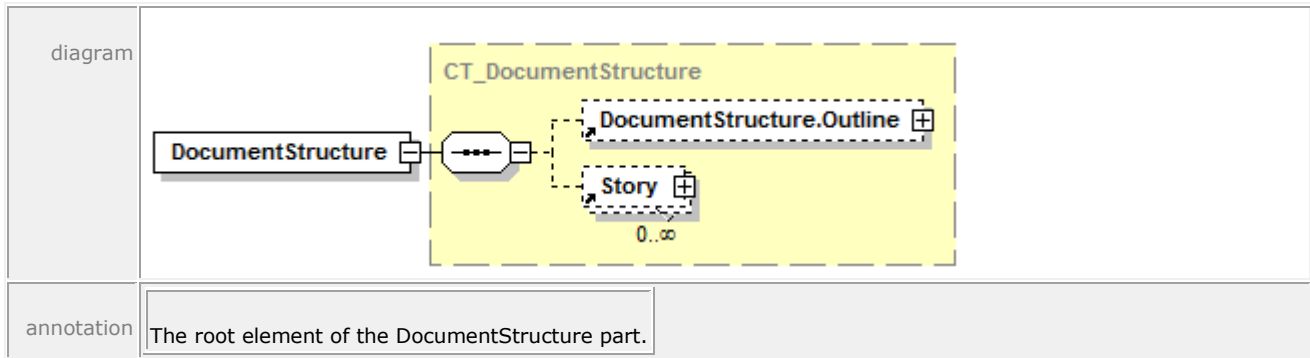 diagram
CT_DocumentStructure
DocumentStructure.Outline
DocumentStructure
Story
0..∞
annotation
The root element of the DocumentStructure part.